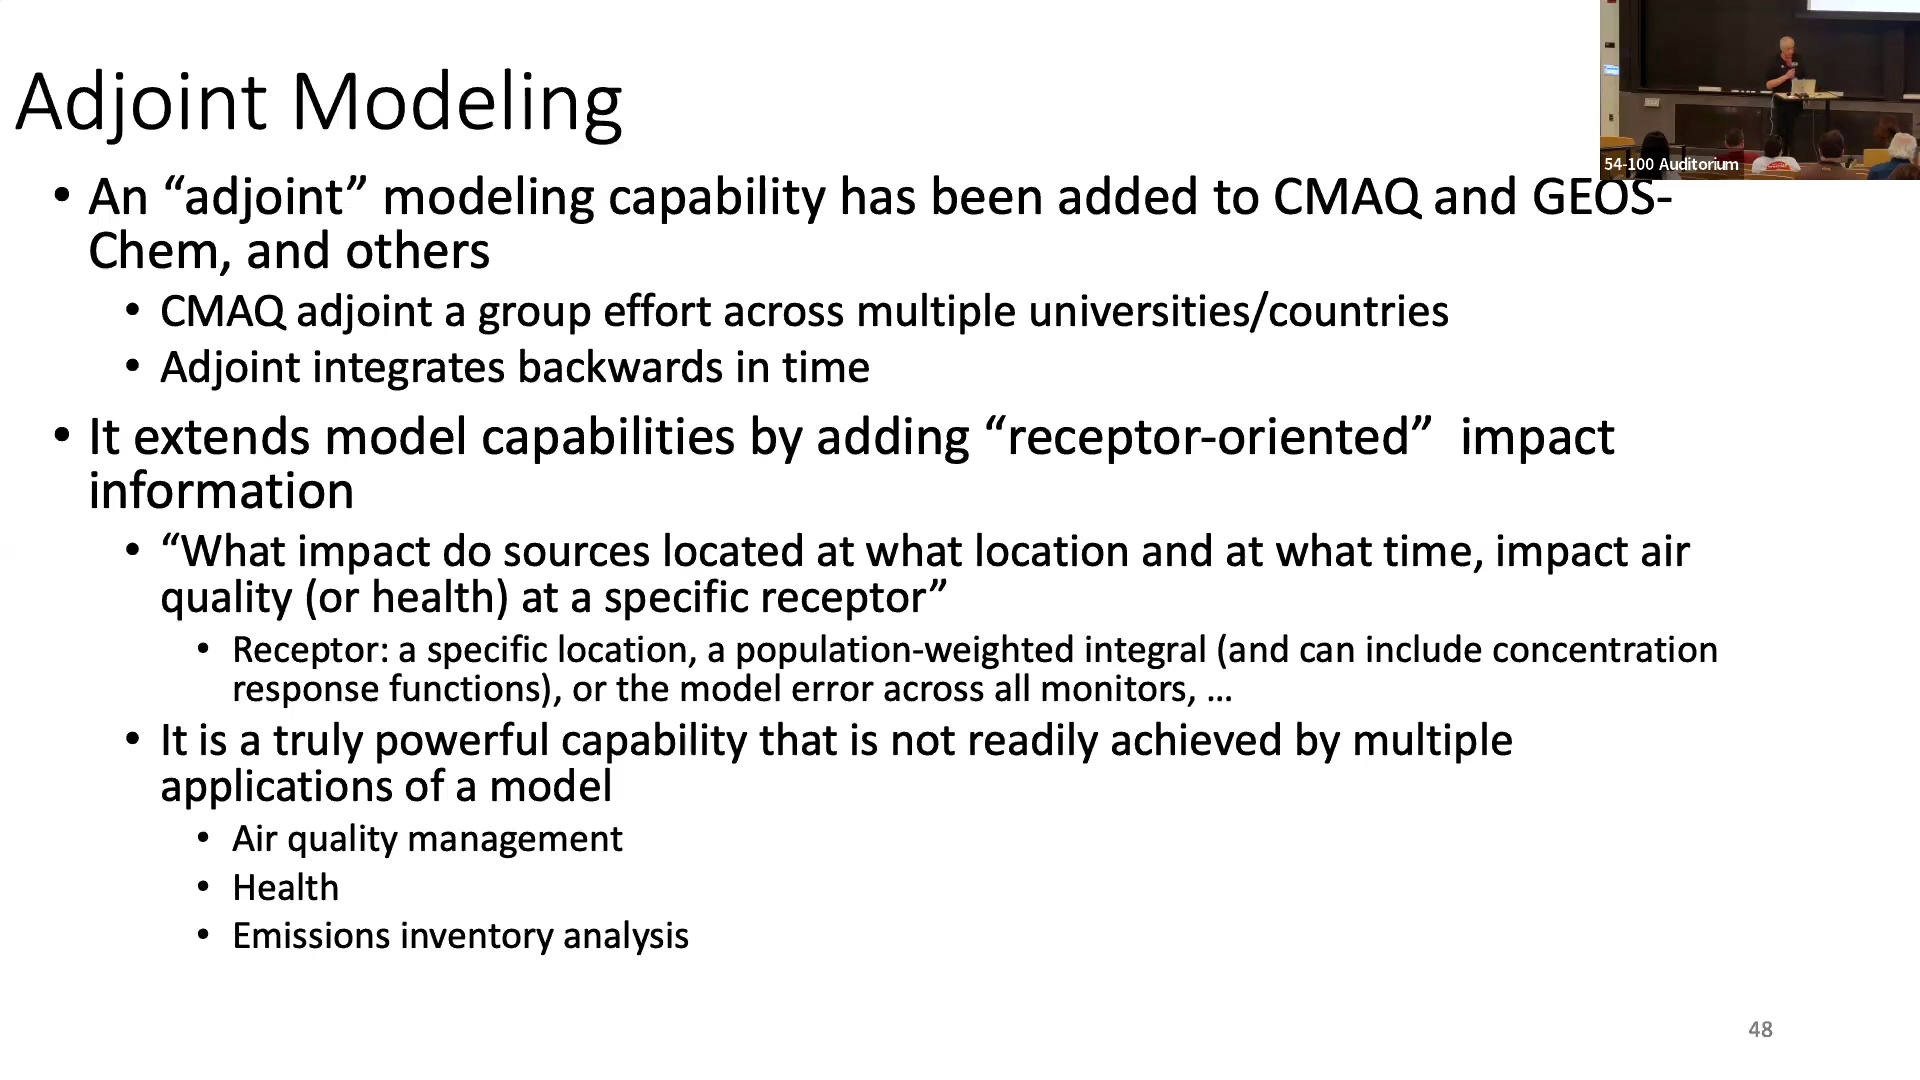 54-100 Auditorium
Adjoint Modeling
• An “adjoint” modeling capability has been added to CMAQ and GEOS-
Chem, and others
• CMAQ adjoint a group effort across multiple universities/countries
• Adjoint integrates backwards in time
• It extends model capabilities by adding “receptor-oriented”  impact
information
• “What impact do sources located at what location and at what time, impact air
quality (or health) at a specific receptor”
• Receptor: a specific location, a population-weighted integral (and can include concentration
response functions), or the model error across all monitors, …
• It is a truly powerful capability that is not readily achieved by multiple
applications of a model
• Air quality management
• Health
• Emissions inventory analysis
48